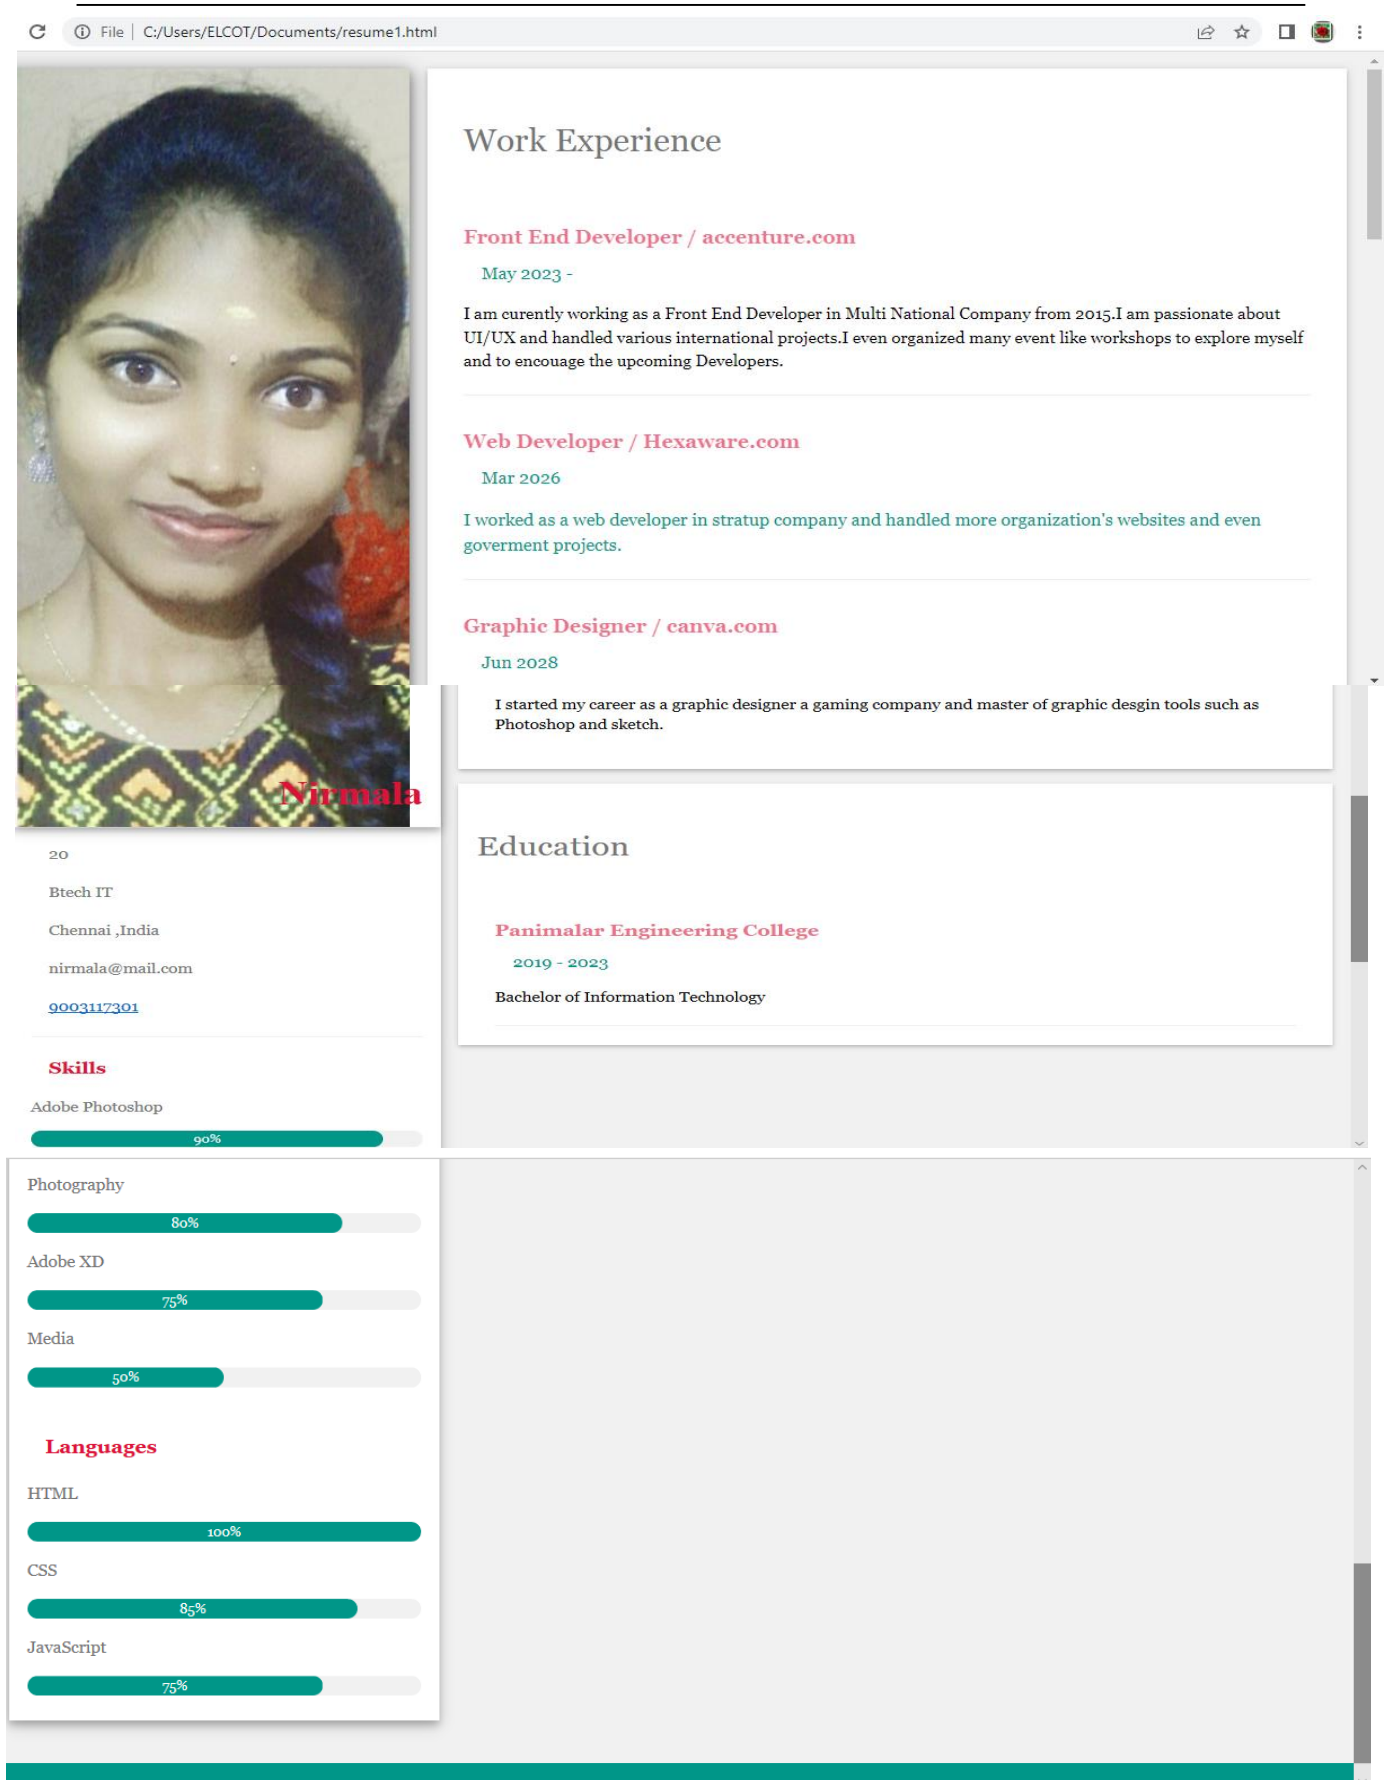 File | C:/Users/ELCOT/Documents/resume1.html
Work Experience
Front End Developer / accenture.com
May 2023 -
I am curently working as a Front End Developer in Multi National Company from 2015.I am passionate about
UI/UX and handled various international projects.I even organized many event like workshops to explore myself
and to encouage the upcoming Developers.
Web Developer / Hexaware.com
Mar 2026
I worked as a web developer in stratup company and handled more organization's websites and even
goverment projects.
Graphic Designer / canva.com
Jun 2028
I started my career as a graphic designer a gaming company and master of graphic desgin tools such as
Photoshop and sketch.
Nirmala
20
Btech IT
Chennai ,India
nirmala@mail.com
9003117301
Skills
Adobe Photoshop
90%
Education
Panimalar Engineering College
2019 - 2023
Bachelor of Information Technology
Photography
80%
Adobe XD
75%
Media
50%
Languages
HTML
100%
CSS
85%
JavaScript
75%